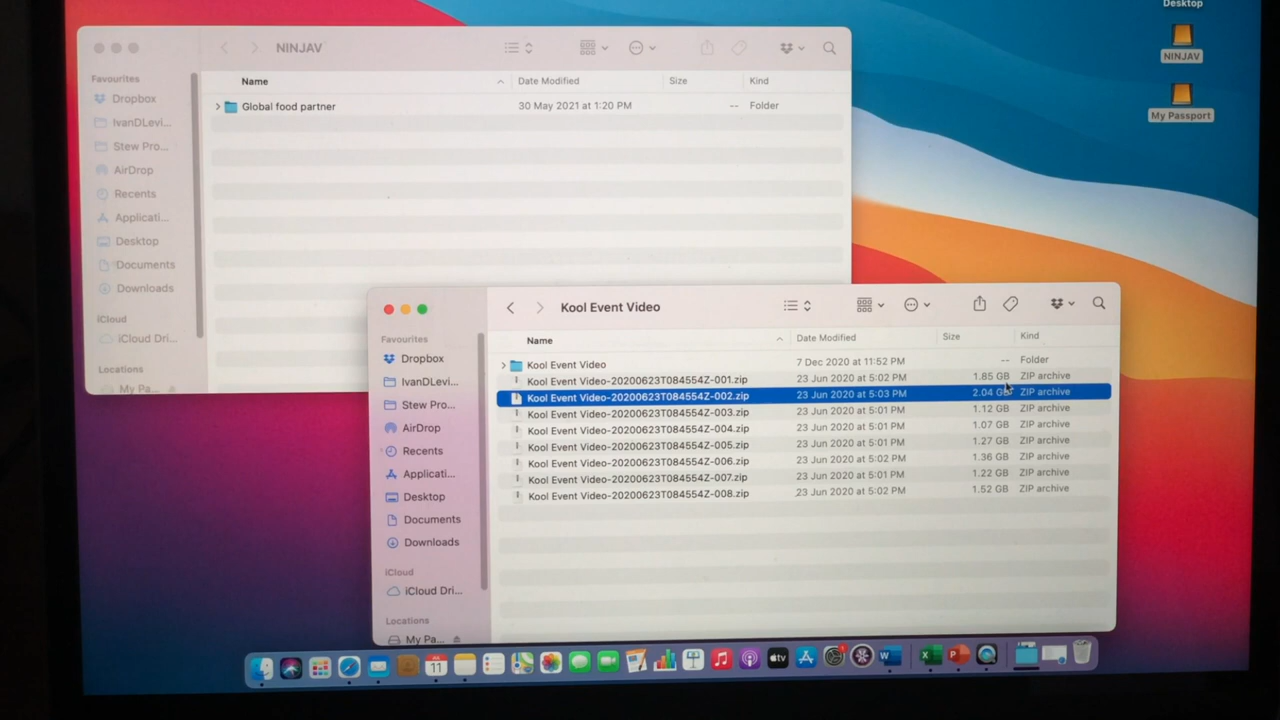 Desktop
NINJAV
My Passport
NINJAV
Favourites
Dropbox
IvanDLevi...
Stew Pro...
AirDrop
Recents
Applicati...
Desktop
Documents
Downloads
iCloud
iCloud Dri...
Locations
My Pa...
Name Date Modified Size Kind
Global food partner 30 May 2021 at 1:20 PM -- Folder
Kool Event Video
Favourites
Dropbox
IvanDLevi...
Stew Pro...
AirDrop
Recents
Applicati...
Desktop
Documents
Downloads
iCloud
iCloud Dri...
Locations
My Pa...
Name Date Modified Size Kind
Kool Event Video 7 Dec 2020 at 11:52 PM -- Folder
Kool Event Video-20200623T084554Z-001.zip 23 Jun 2020 at 5:02 PM 1.85 GB ZIP archive
Kool Event Video-20200623T084554Z-002.zip 23 Jun 2020 at 5:03 PM 2.04 GB ZIP archive
Kool Event Video-20200623T084554Z-003.zip 23 Jun 2020 at 5:01 PM 1.12 GB ZIP archive
Kool Event Video-20200623T084554Z-004.zip 23 Jun 2020 at 5:01 PM 1.07 GB ZIP archive
Kool Event Video-20200623T084554Z-005.zip 23 Jun 2020 at 5:01 PM 1.27 GB ZIP archive
Kool Event Video-20200623T084554Z-006.zip 23 Jun 2020 at 5:02 PM 1.36 GB ZIP archive
Kool Event Video-20200623T084554Z-007.zip 23 Jun 2020 at 5:01 PM 1.22 GB ZIP archive
Kool Event Video-20200623T084554Z-008.zip 23 Jun 2020 at 5:02 PM 1.52 GB ZIP archive
11
tv
W
X
P